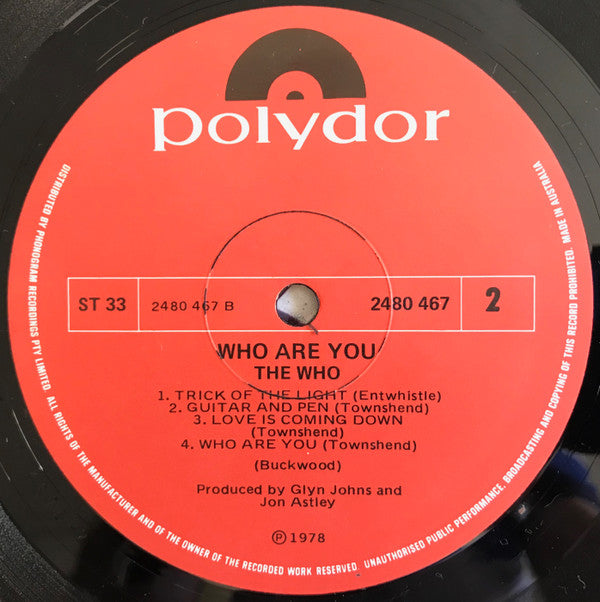 polydor
ST 33
2480 467 B
2480 467
2
WHO ARE YOU
THE WHO
1. TRICK OF THE LIGHT (Entwhistle)
2. GUITAR AND PEN (Townshend)
3. LOVE IS COMING DOWN
(Townshend)
4. WHO ARE YOU (Townshend)
(Buckwood)
Produced by Glyn Johns and
Jon Astley
Ⓟ 1978
DISTRIBUTED BY PHONOGRAM RECORDINGS PTY LIMITED. ALL RIGHTS OF THE MANUFACTURER AND OF THE OWNER OF THE RECORDED WORK RESERVED. UNAUTHORISED PUBLIC PERFORMANCE, BROADCASTING AND COPYING OF THIS RECORD PROHIBITED. MADE IN AUSTRALIA